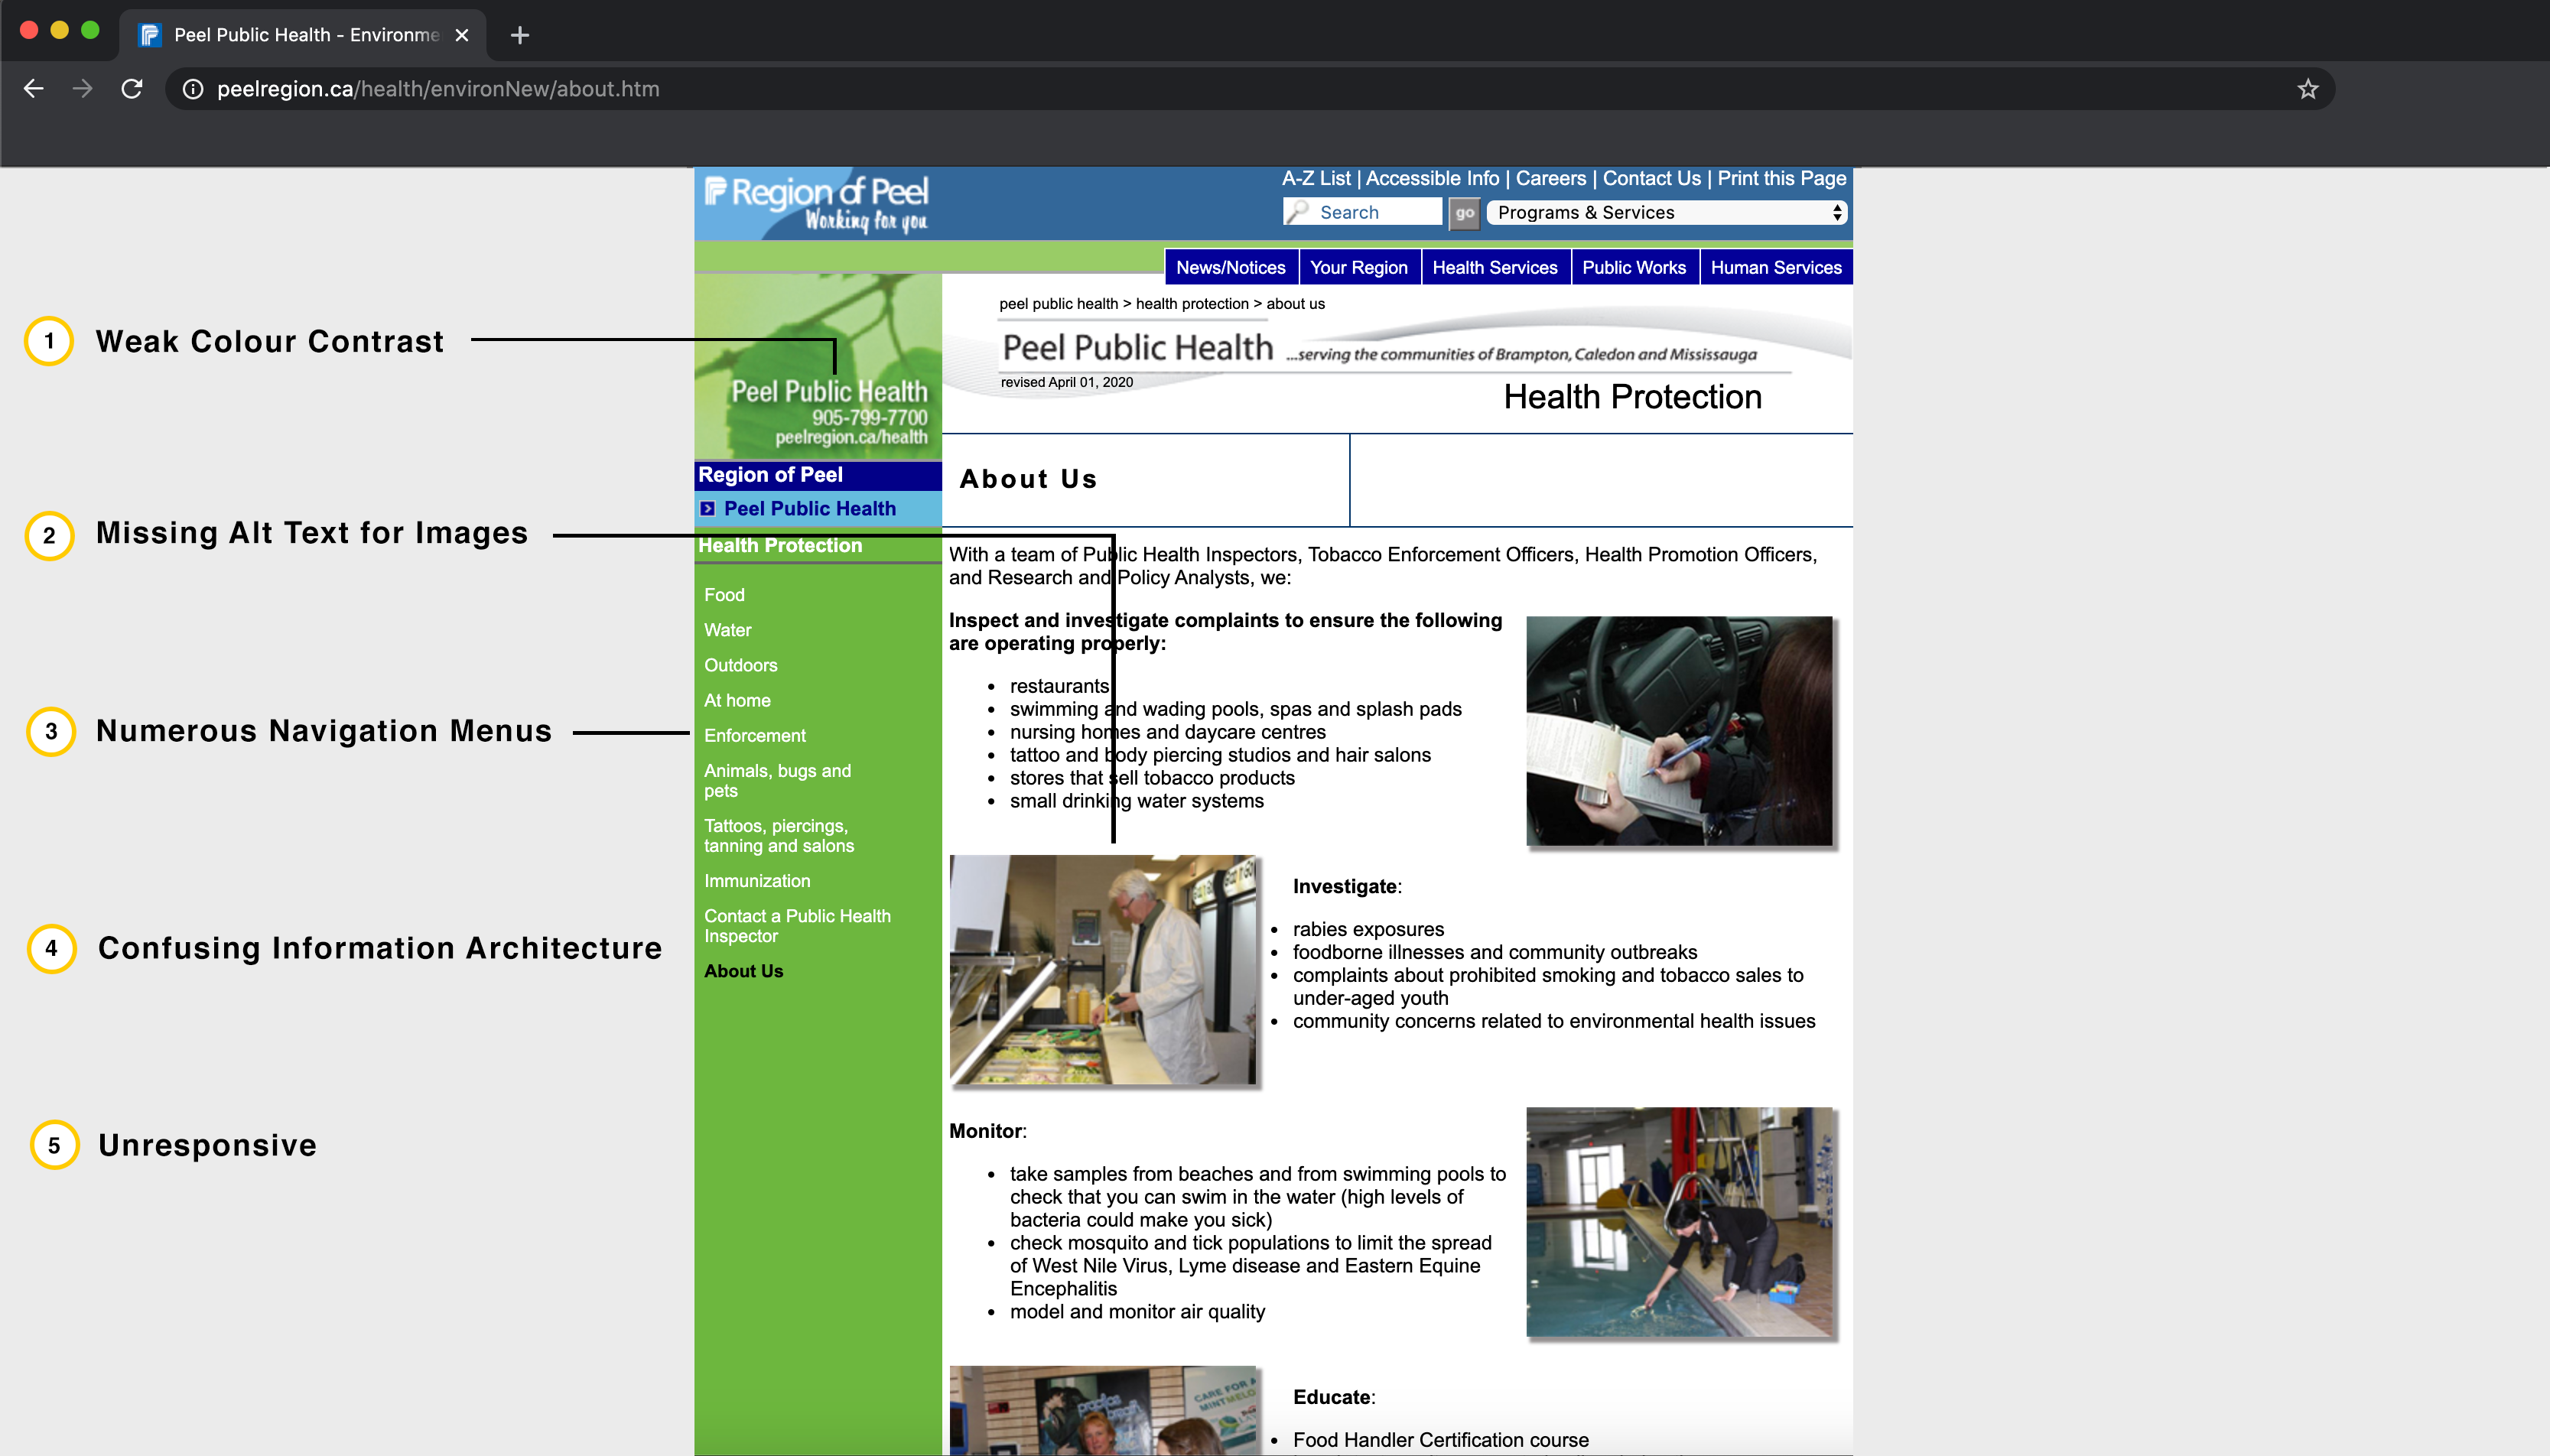 Peel Public Health - Environme
peelregion.ca/health/environNew/about.htm
Region of Peel
Working for you
A-Z List | Accessible Info | Careers | Contact Us | Print this Page
Search
go
Programs & Services
News/Notices
Your Region
Health Services
Public Works
Human Services
1
Weak Colour Contrast
2
Missing Alt Text for Images
3
Numerous Navigation Menus
4
Confusing Information Architecture
5
Unresponsive
Peel Public Health
905-799-7700
peelregion.ca/health
Region of Peel
Peel Public Health
Health Protection
Food
Water
Outdoors
At home
Enforcement
Animals, bugs and
pets
Tattoos, piercings,
tanning and salons
Immunization
Contact a Public Health
Inspector
About Us
peel public health > health protection > about us
Peel Public Health ...serving the communities of Brampton, Caledon and Mississauga
revised April 01, 2020
Health Protection
About Us
With a team of Public Health Inspectors, Tobacco Enforcement Officers, Health Promotion Officers,
and Research and Policy Analysts, we:
Inspect and investigate complaints to ensure the following
are operating properly:
• restaurants
• swimming and wading pools, spas and splash pads
• nursing homes and daycare centres
• tattoo and body piercing studios and hair salons
• stores that sell tobacco products
• small drinking water systems
Investigate:
• rabies exposures
• foodborne illnesses and community outbreaks
• complaints about prohibited smoking and tobacco sales to
under-aged youth
• community concerns related to environmental health issues
Monitor:
• take samples from beaches and from swimming pools to
check that you can swim in the water (high levels of
bacteria could make you sick)
• check mosquito and tick populations to limit the spread
of West Nile Virus, Lyme disease and Eastern Equine
Encephalitis
• model and monitor air quality
CARE FOR A
Educate:
• Food Handler Certification course